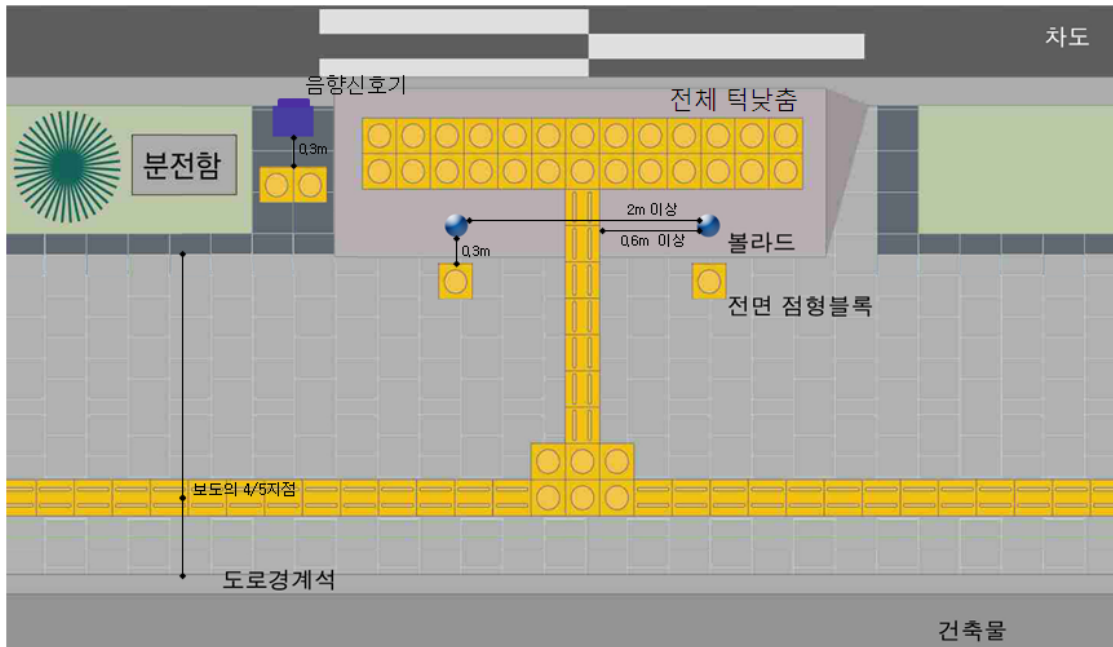 차도
음향신호기
전체 턱낮춤
0.3m
분전함
2m 이상
0.6m 이상
볼라드
0.3m
전면 점형블록
보도의 4/5지점
도로경계석
건축물